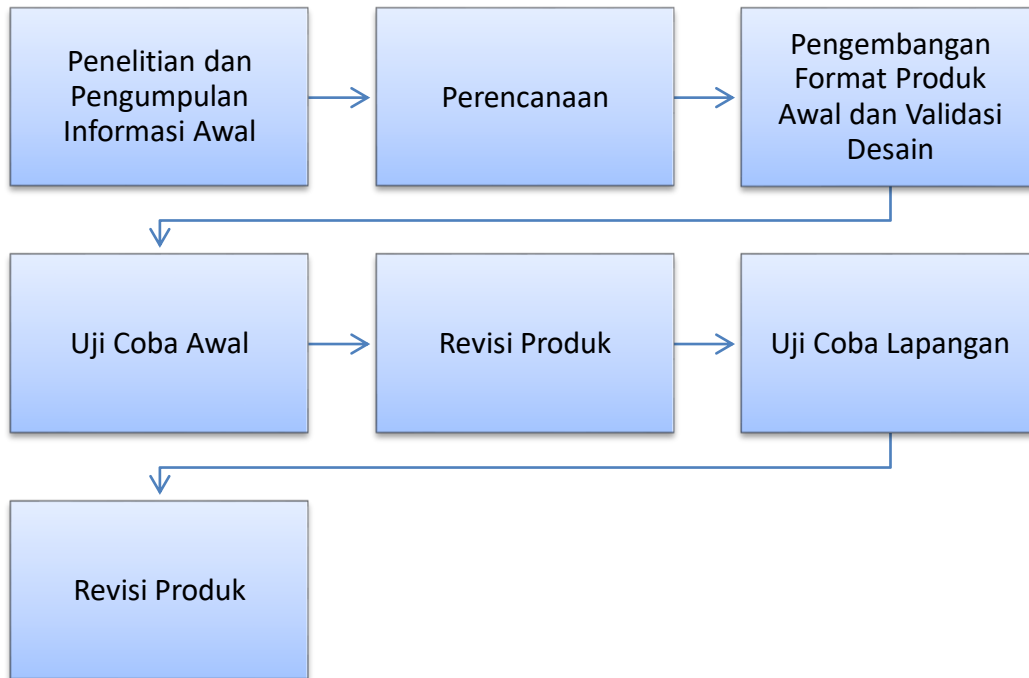 Penelitian dan
Pengumpulan
Informasi Awal
Perencanaan
Pengembangan
Format Produk
Awal dan Validasi
Desain
Uji Coba Awal
Revisi Produk
Uji Coba Lapangan
Revisi Produk